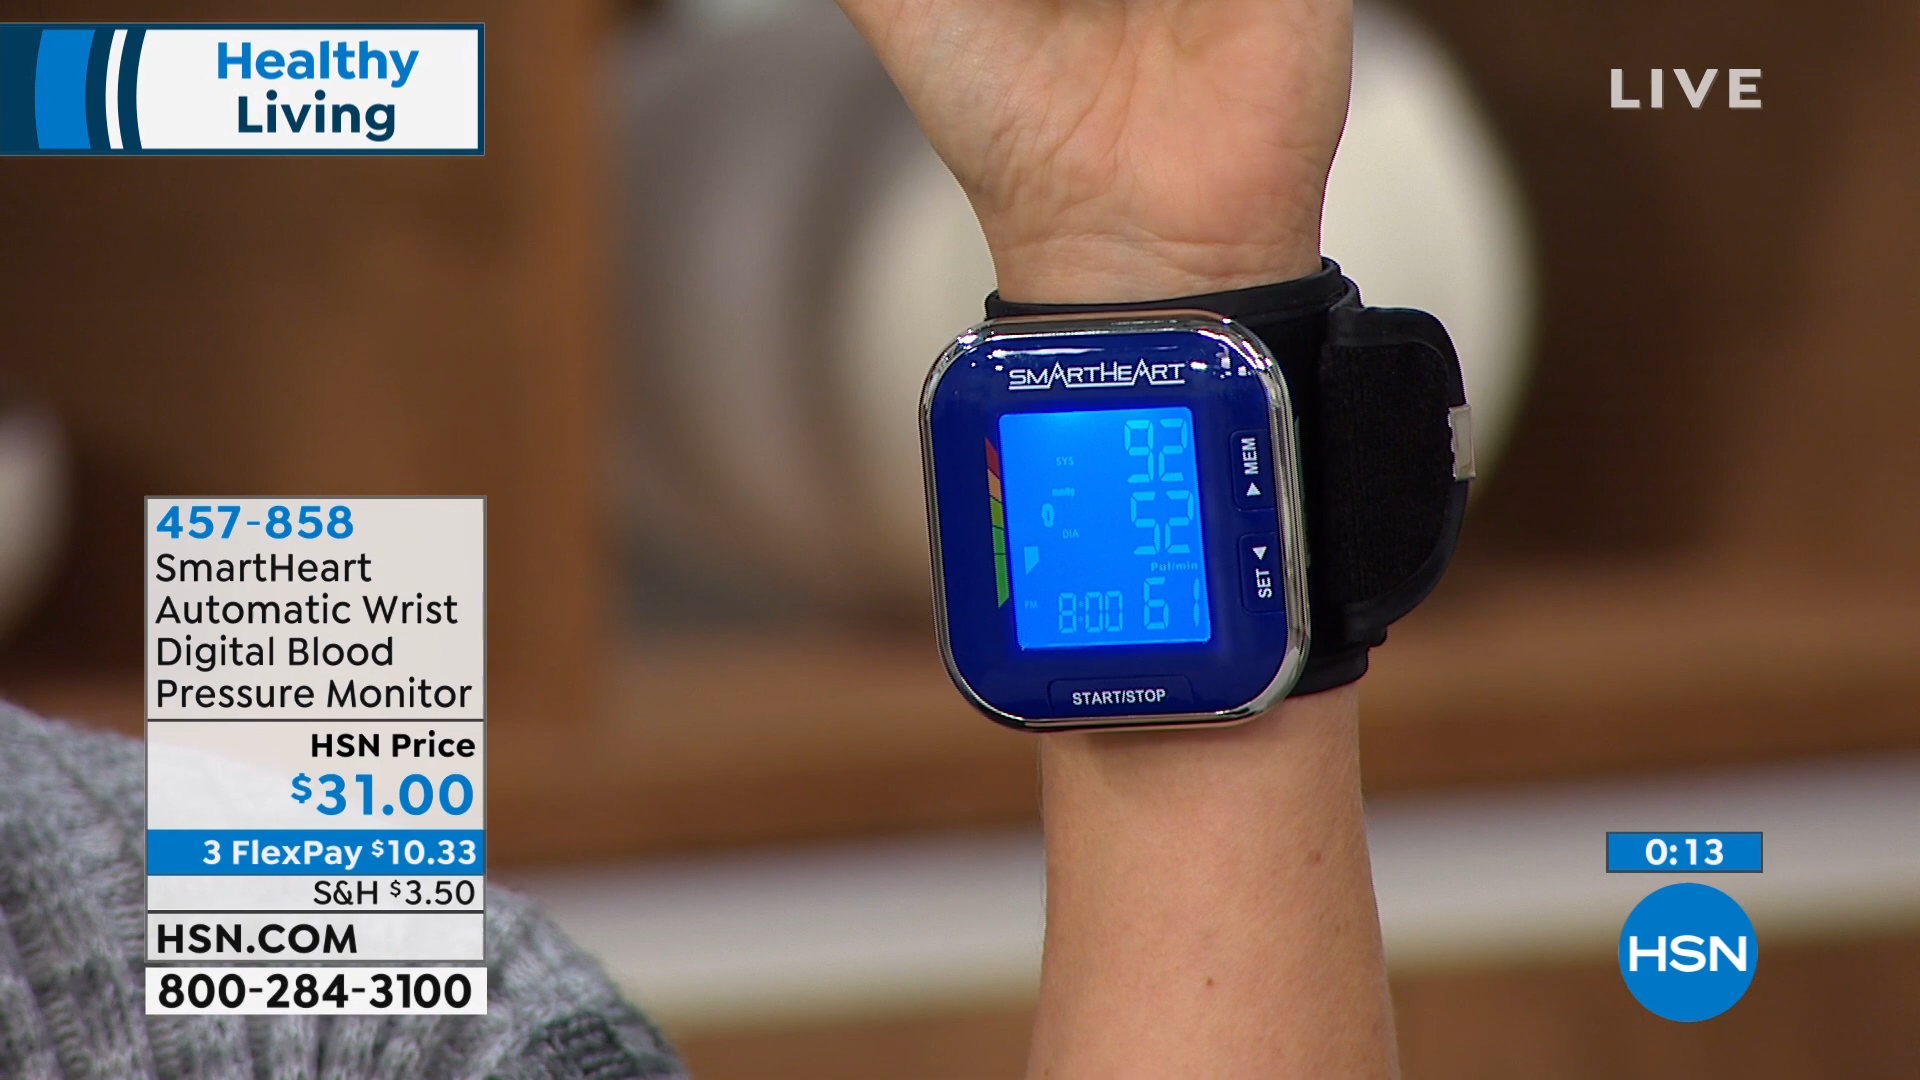 Healthy
Living
LIVE
457-858
SmartHeart
Automatic Wrist
Digital Blood
Pressure Monitor
HSN Price
$31.00
3 FlexPay $10.33
S&H $3.50
HSN.COM
800-284-3100
SMARTHEART
SYS
92
mmHg
DIA
52
Pul/min
PM
8:00
61
MEM
SET
START/STOP
0:13
HSN